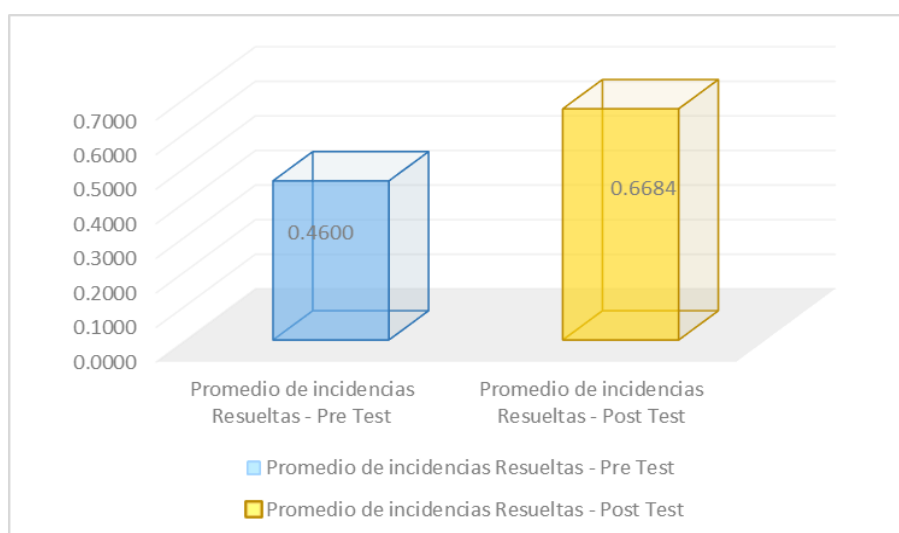 0.7000
0.6000
0.5000
0.4000
0.3000
0.2000
0.1000
0.0000
0.4600
0.6684
Promedio de incidencias
Resueltas - Pre Test
Promedio de incidencias
Resueltas - Post Test
Promedio de incidencias Resueltas - Pre Test
Promedio de incidencias Resueltas - Post Test